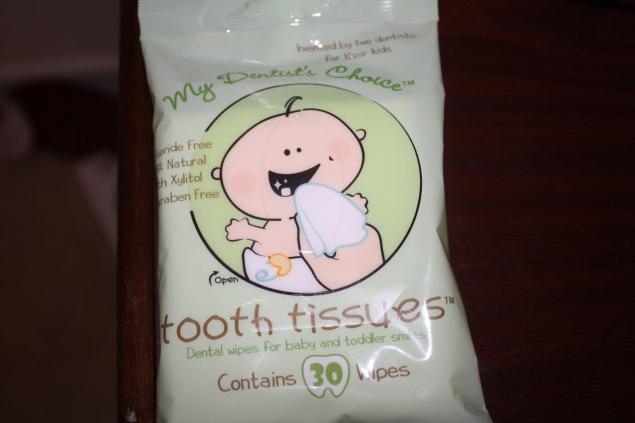 Invented by two dentists
for their kids
My Dentist's Choice™
Free
Natural
Xylitol
Free
Open
tooth tissues™
Dental wipes for baby and toddler smiles
Contains 30 Wipes